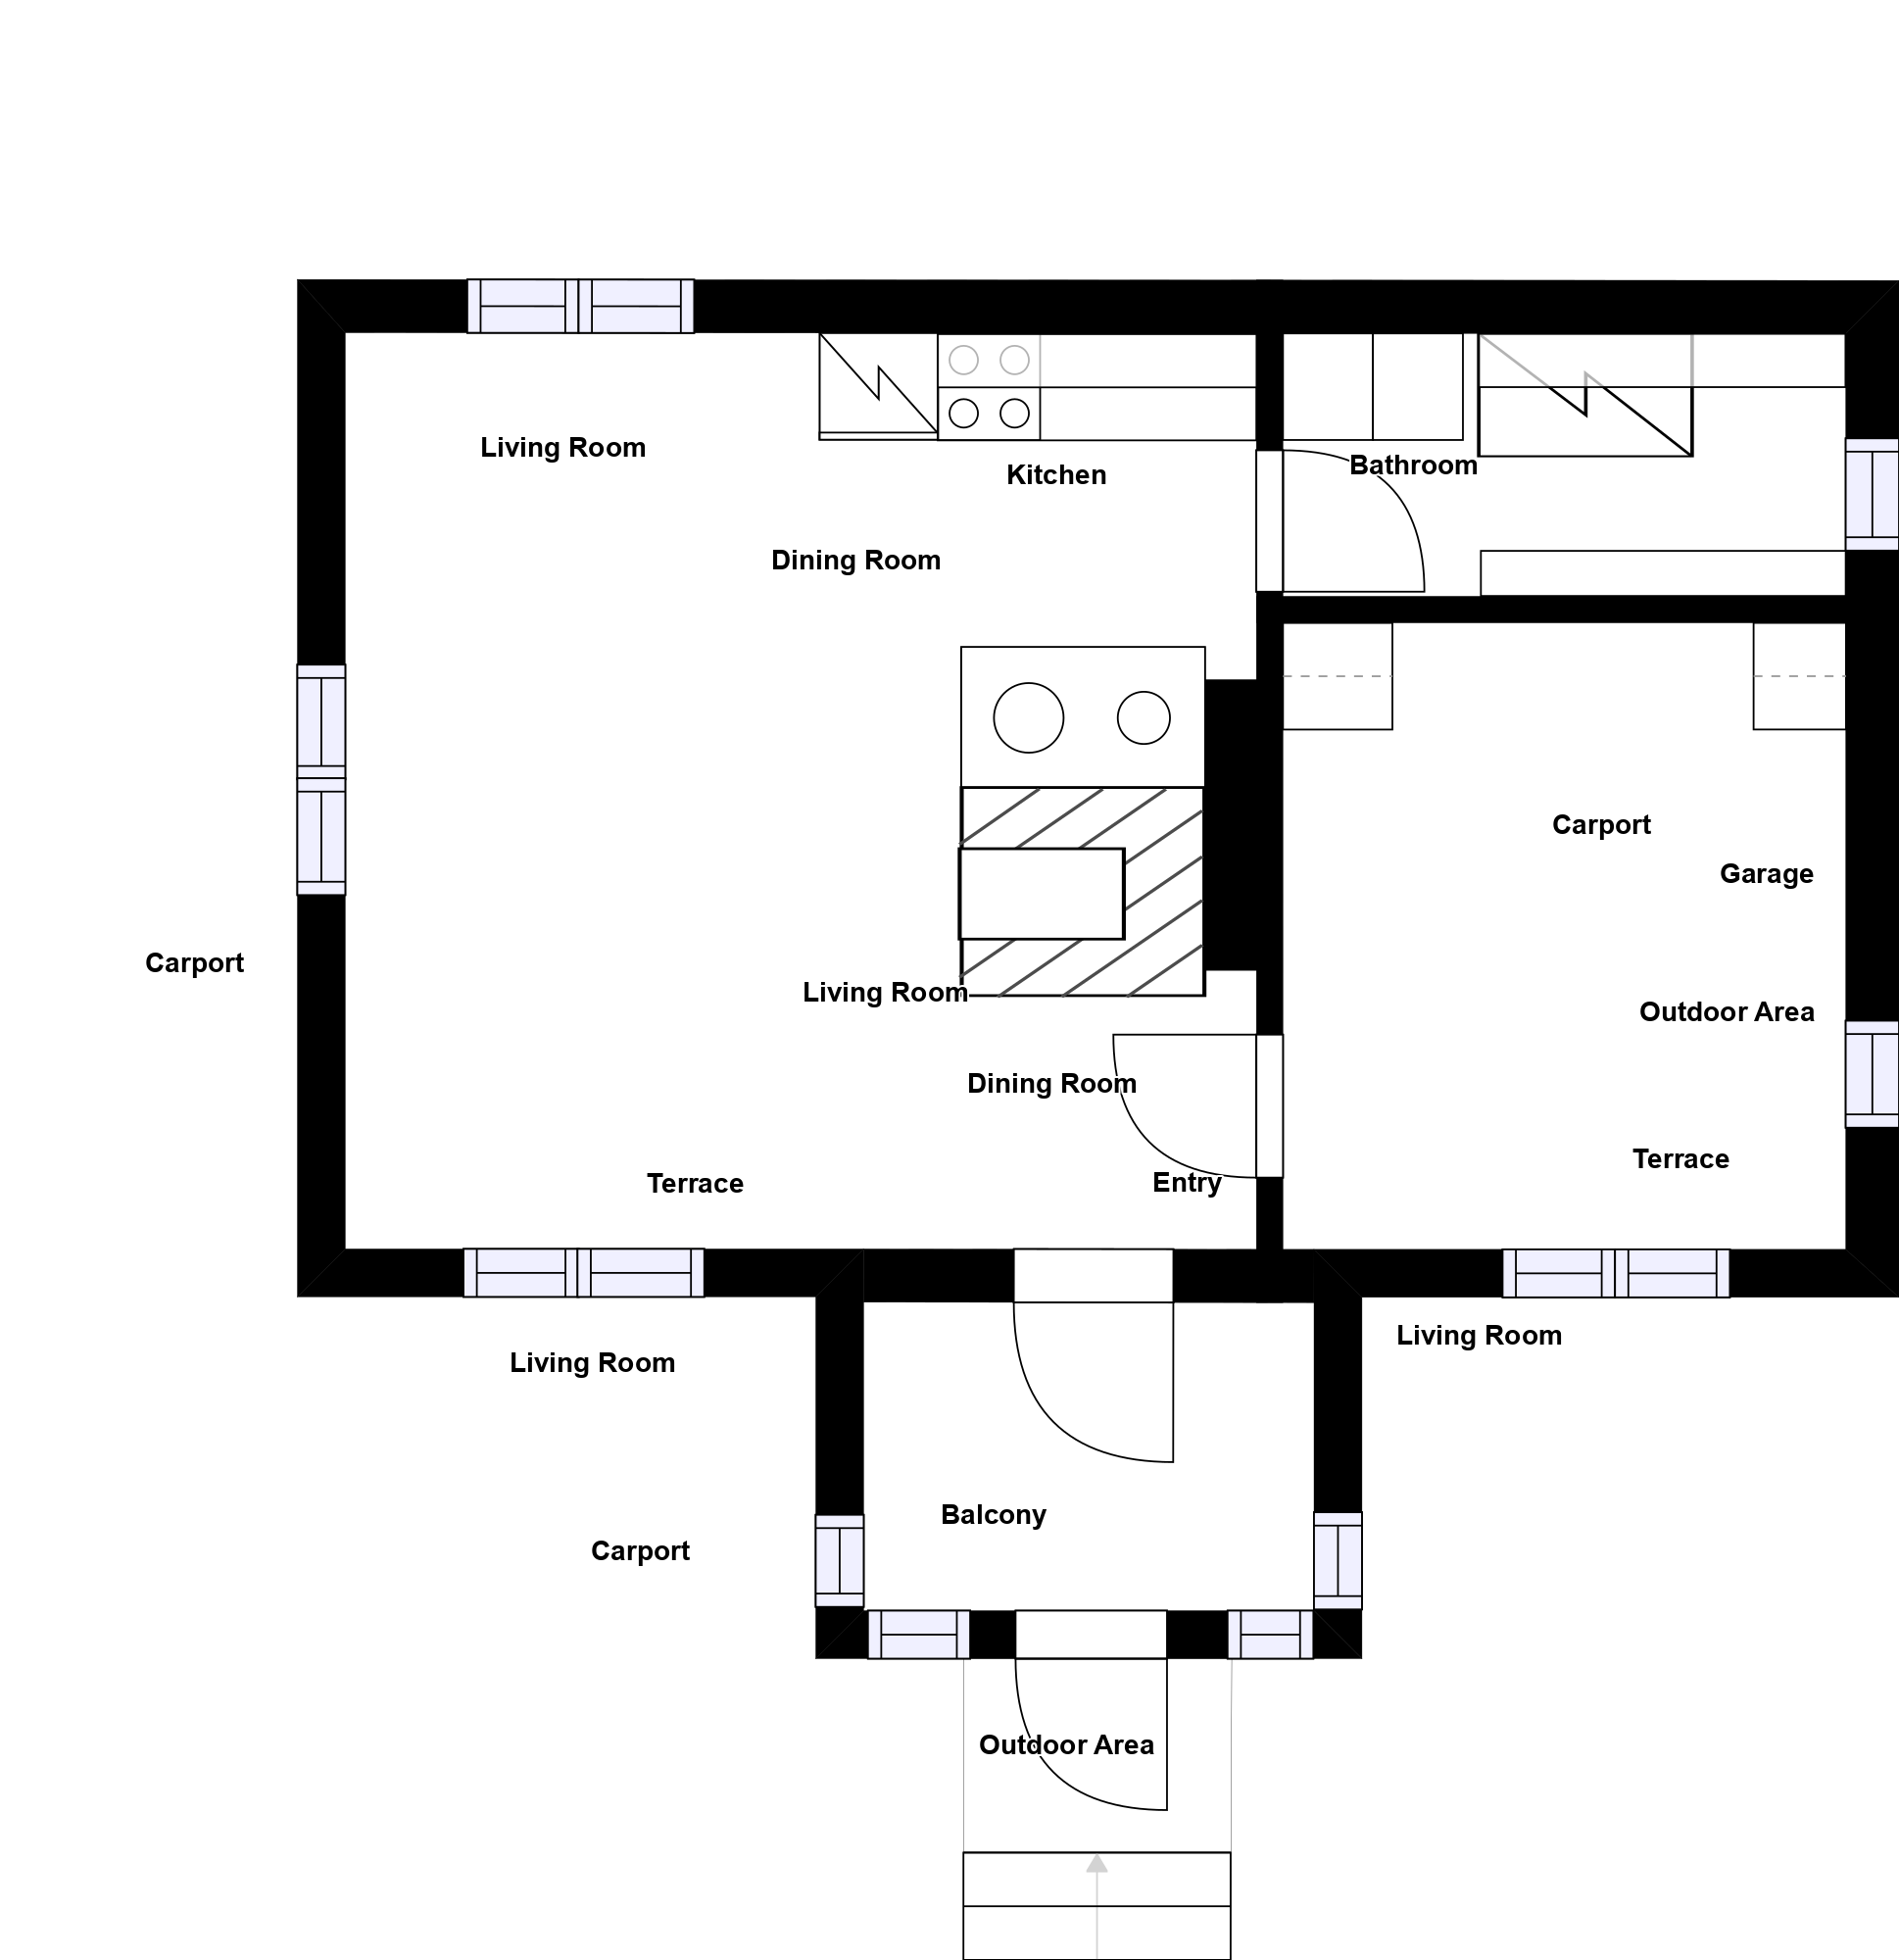 Living Room
Bathroom
Kitchen
Dining Room
Carport
Garage
Carport
Living Room
Outdoor Area
Dining Room
Terrace
Entry
Terrace
Living Room
Living Room
Balcony
Carport
Outdoor Area